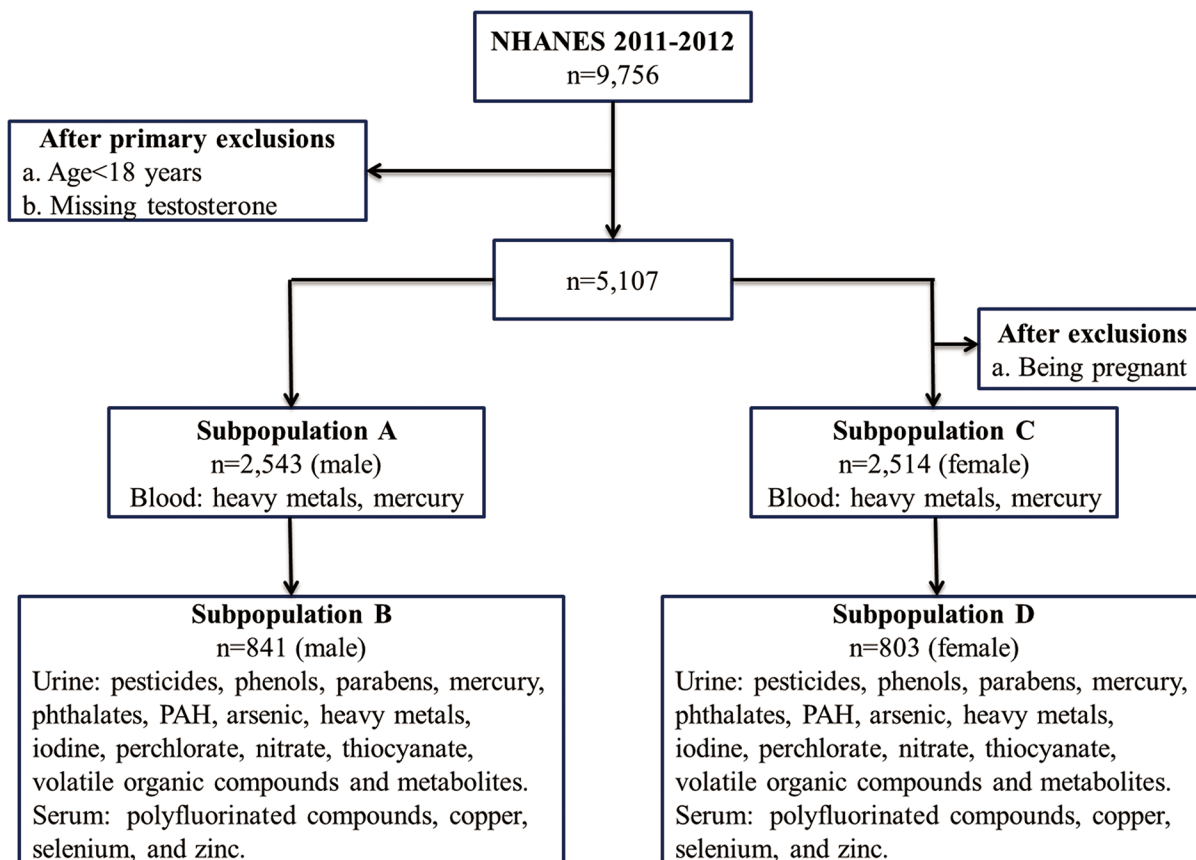 NHANES 2011-2012
n=9,756
After primary exclusions
a. Age<18 years
b. Missing testosterone
n=5,107
After exclusions
a. Being pregnant
Subpopulation A
n=2,543 (male)
Blood: heavy metals, mercury
Subpopulation C
n=2,514 (female)
Blood: heavy metals, mercury
Subpopulation B
n=841 (male)
Urine: pesticides, phenols, parabens, mercury,
phthalates, PAH, arsenic, heavy metals,
iodine, perchlorate, nitrate, thiocyanate,
volatile organic compounds and metabolites.
Serum: polyfluorinated compounds, copper,
selenium, and zinc.
Subpopulation D
n=803 (female)
Urine: pesticides, phenols, parabens, mercury,
phthalates, PAH, arsenic, heavy metals,
iodine, perchlorate, nitrate, thiocyanate,
volatile organic compounds and metabolites.
Serum: polyfluorinated compounds, copper,
selenium, and zinc.